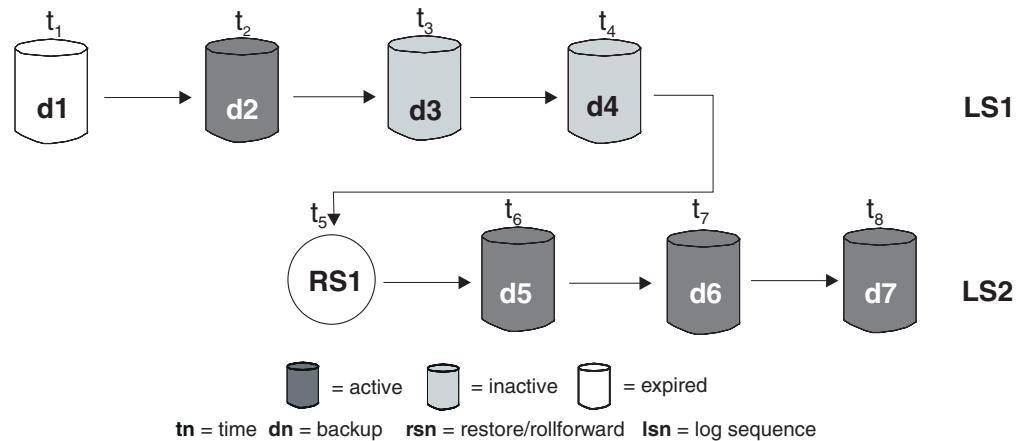 t1 t2 t3 t4
d1 d2 d3 d4 LS1
t5 t6 t7 t8
RS1 d5 d6 d7 LS2
= active = inactive = expired
tn = time dn = backup rsn = restore/rollforward lsn = log sequence